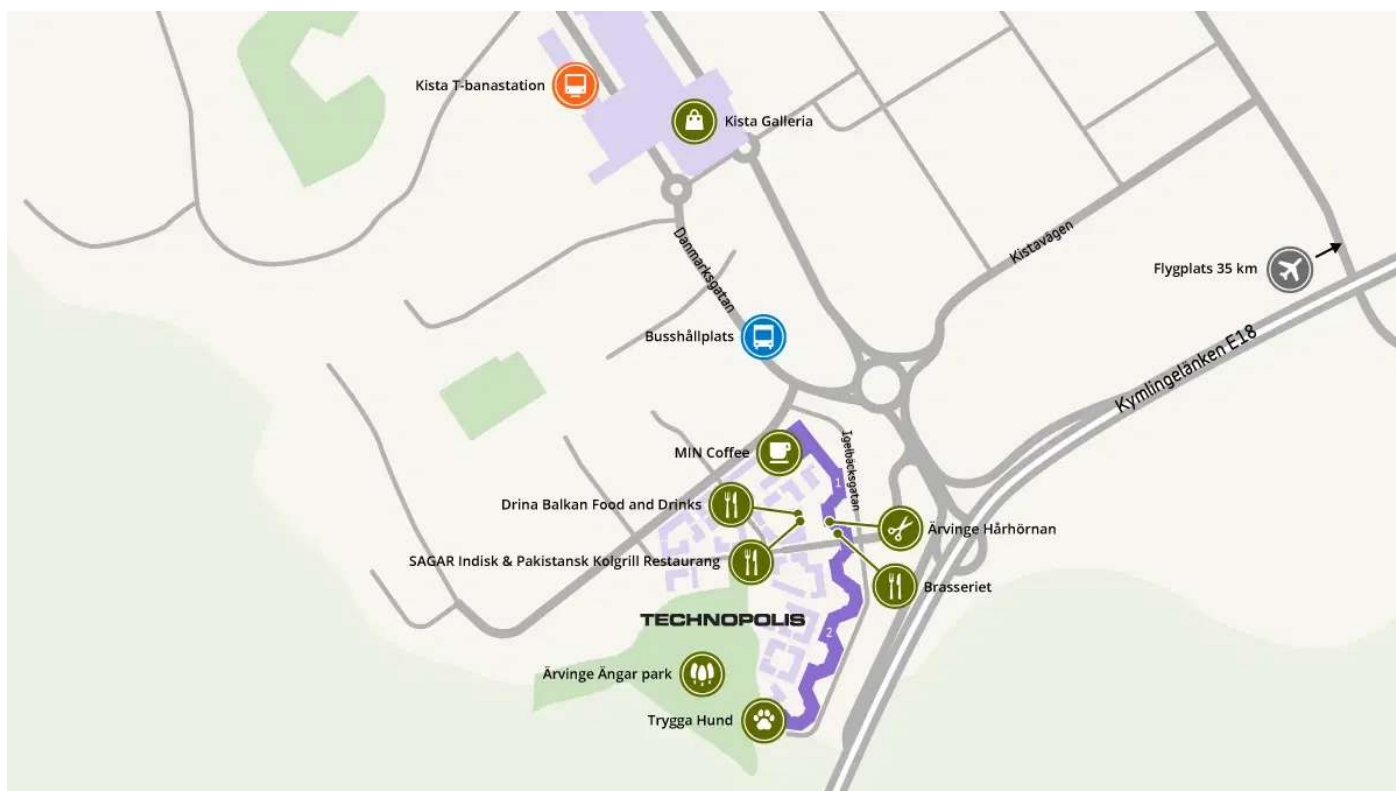 Kista T-banastation
Kista Galleria
Danmarksgatan
Kistavägen
Flygplats 35 km
Busshållplats
Kymlingelänken E18
MIN Coffee
Igelbäcksgatan
1
Drina Balkan Food and Drinks
Ärvinge Hårhörnan
SAGAR Indisk & Pakistansk Kolgrill Restaurang
Brasseriet
TECHNOPOLIS
2
Ärvinge Ängar park
Trygga Hund